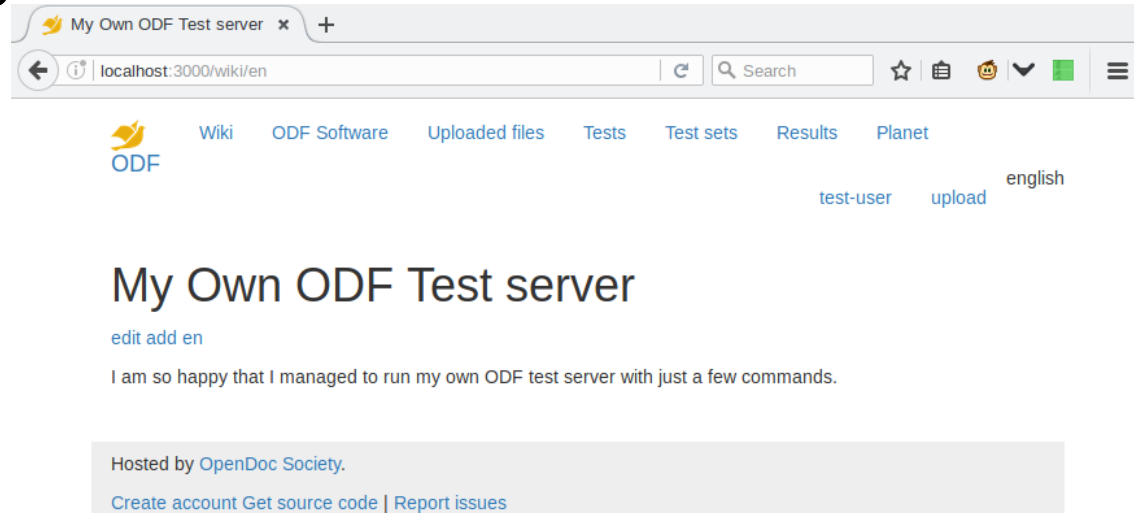 My Own ODF Test server
localhost:3000/wiki/en
Search
Wiki ODF Software Uploaded files Tests Test sets Results Planet
ODF
english
test-user upload
My Own ODF Test server
edit add en
I am so happy that I managed to run my own ODF test server with just a few commands.
Hosted by OpenDoc Society.
Create account Get source code | Report issues